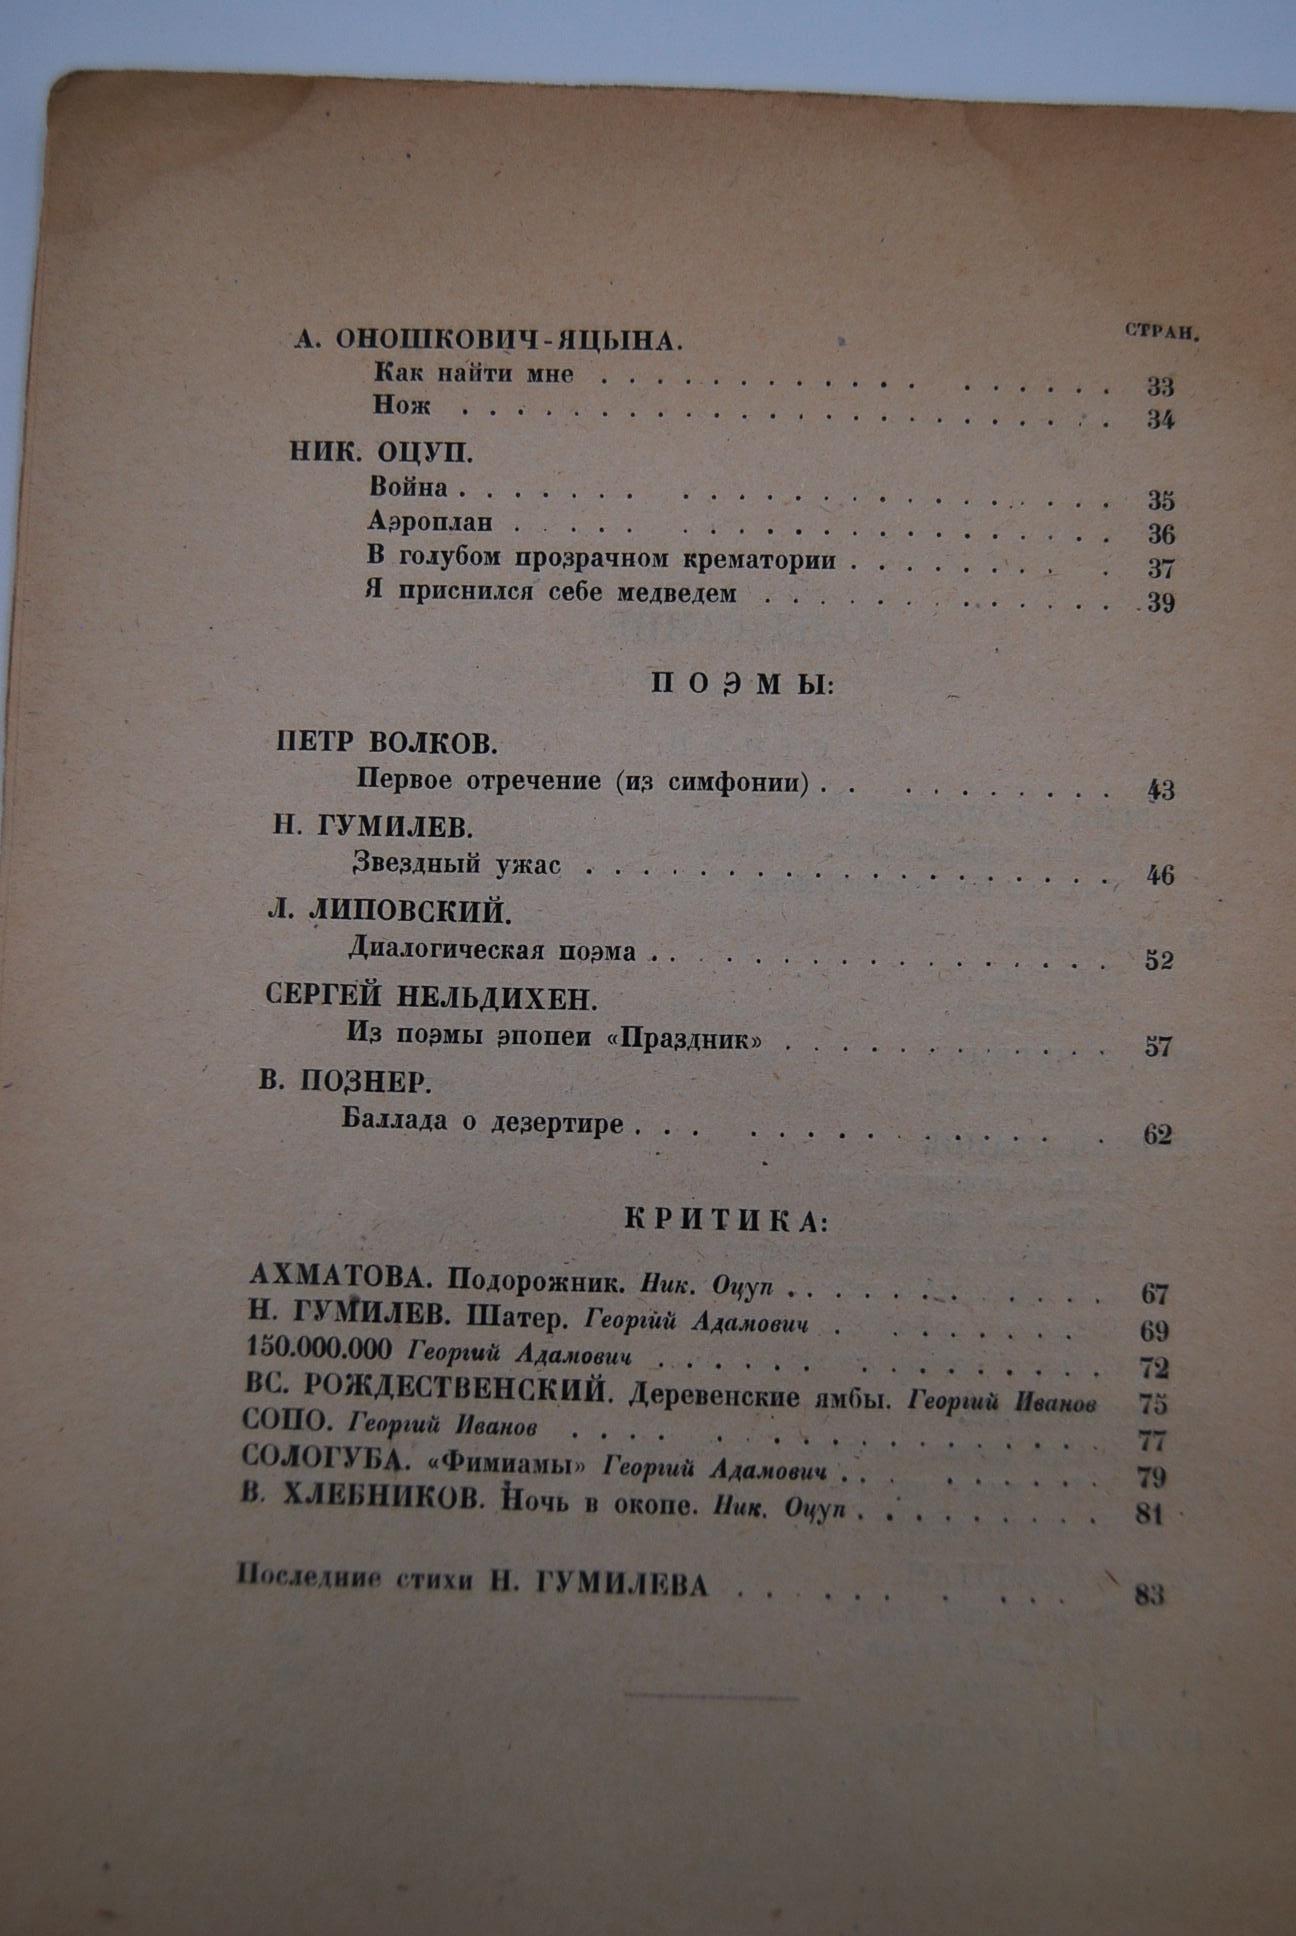 СТРАН.
А. ОНОШКОВИЧ-ЯЦЫНА.
Как найти мне . . . . . . . . . . . . . . . . . . 33
Нож . . . . . . . . . . . . . . . . . . . . . . . 34
НИК. ОЦУП.
Война . . . . . . . . . . . . . . . . . . . . . . 35
Аэроплан . . . . . . . . . . . . . . . . . . . . 36
В голубом прозрачном крематории . . . . . . . . . 37
Я приснился себе медведем . . . . . . . . . . . . 39
ПОЭМЫ:
ПЕТР ВОЛКОВ.
Первое отречение (из симфонии) . . . . . . . . . . 43
Н. ГУМИЛЕВ.
Звездный ужас . . . . . . . . . . . . . . . . . . 46
Л. ЛИПОВСКИЙ.
Диалогическая поэма . . . . . . . . . . . . . . . 52
СЕРГЕЙ НЕЛЬДИХЕН.
Из поэмы эпопеи «Праздник» . . . . . . . . . . . . 57
В. ПОЗНЕР.
Баллада о дезертире . . . . . . . . . . . . . . . 62
КРИТИКА:
АХМАТОВА. Подорожник. Ник. Оцуп . . . . . . . . . . 67
Н. ГУМИЛЕВ. Шатер. Георгий Адамович . . . . . . . . 69
150.000.000 Георгий Адамович . . . . . . . . . . . 72
ВС. РОЖДЕСТВЕНСКИЙ. Деревенские ямбы. Георгий Иванов 75
СОПО. Георгий Иванов . . . . . . . . . . . . . . . 77
СОЛОГУБА. «Фимиамы» Георгий Адамович . . . . . . . . 79
В. ХЛЕБНИКОВ. Ночь в окопе. Ник. Оцуп . . . . . . . . 81
Последние стихи Н. ГУМИЛЕВА . . . . . . . . . . . 83